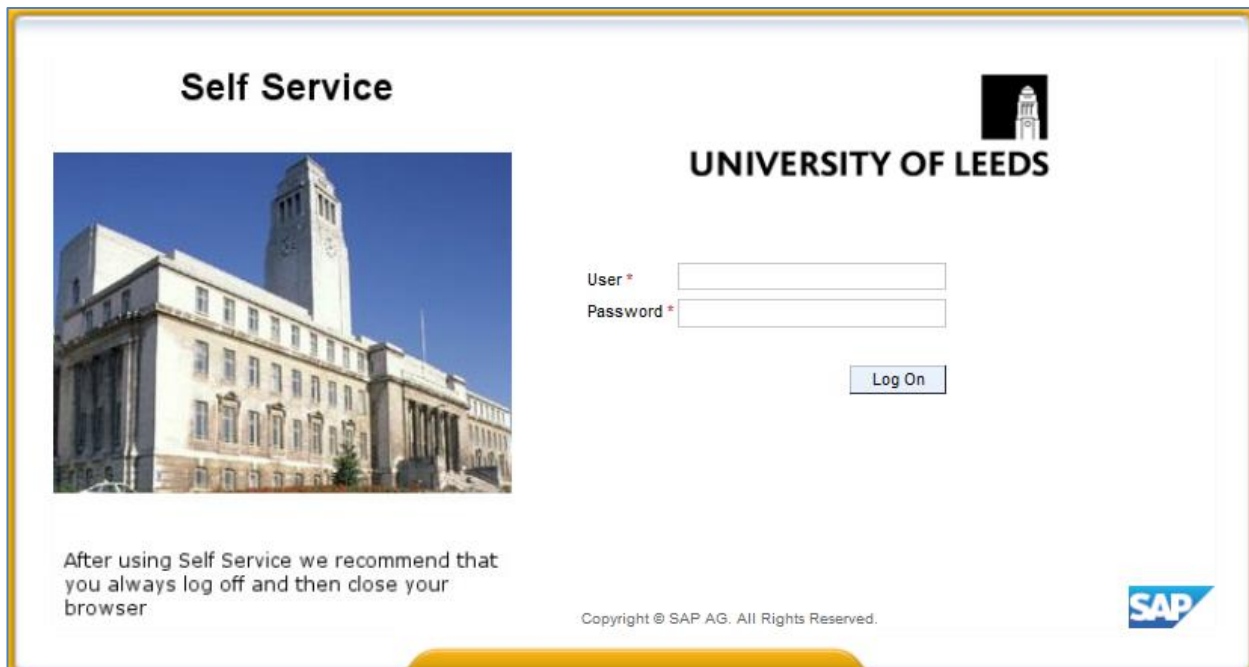 Self Service
UNIVERSITY OF LEEDS
User *
Password *
Log On
After using Self Service we recommend that
you always log off and then close your
browser
Copyright © SAP AG. All Rights Reserved.
SAP